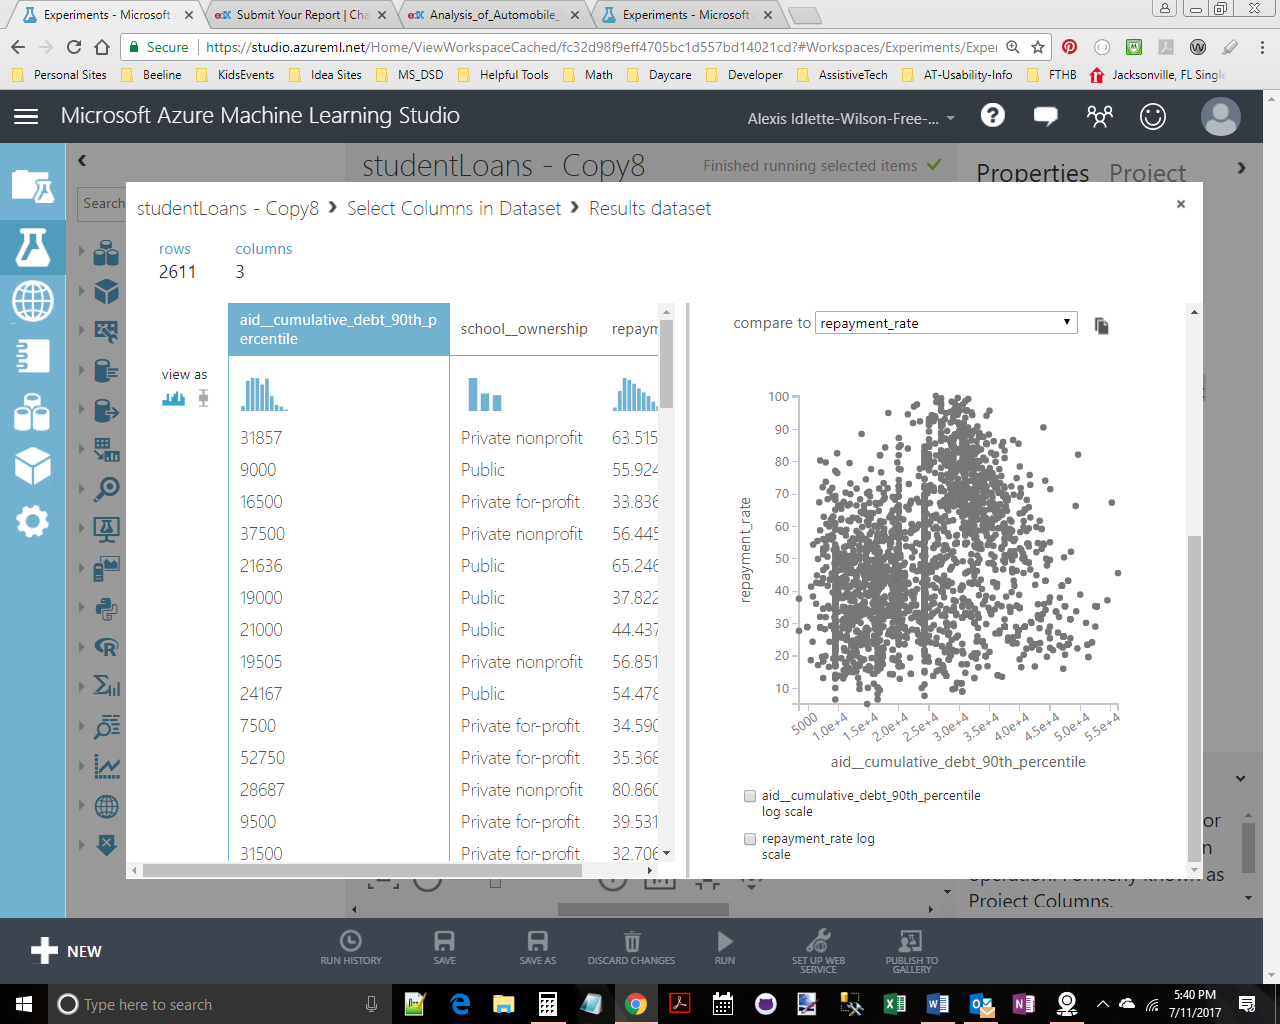 Experiments - Microsoft
Submit Your Report | Cha
Analysis_of_Automobile_
Experiments - Microsoft
Secure
https://studio.azureml.net/Home/ViewWorkspaceCached/fc32d98f9eff4705bc1d557bd14021cd?#Workspaces/Experiments/Exper
Personal Sites
Beeline
KidsEvents
Idea Sites
MS_DSD
Helpful Tools
Math
Daycare
Developer
AssistiveTech
AT-Usability-Info
FTHB
Jacksonville, FL Single
Microsoft Azure Machine Learning Studio
Alexis Idlette-Wilson-Free-...
studentLoans - Copy8
Finished running selected items
Properties Project
Search
studentLoans - Copy8 > Select Columns in Dataset > Results dataset
rows
columns
2611
3
aid__cumulative_debt_90th_p
ercentile
school__ownership
repaym
view as
31857 Private nonprofit 63.515
9000 Public 55.924
16500 Private for-profit 33.836
37500 Private nonprofit 56.445
21636 Public 65.246
19000 Public 37.822
21000 Public 44.437
19505 Private nonprofit 56.851
24167 Public 54.478
7500 Private for-profit 34.590
52750 Private for-profit 35.368
28687 Private nonprofit 80.860
9500 Private for-profit 39.531
31500 Private for-profit 32.706
compare to
repayment_rate
100
90
80
70
60
50
40
30
20
10
repayment_rate
5000
1.0e+4
1.5e+4
2.0e+4
2.5e+4
3.0e+4
3.5e+4
4.0e+4
4.5e+4
5.0e+4
5.5e+4
aid__cumulative_debt_90th_percentile
aid__cumulative_debt_90th_percentile
log scale
repayment_rate log
scale
or
n
as
Project Columns.
NEW
RUN HISTORY
SAVE
SAVE AS
DISCARD CHANGES
RUN
SET UP WEB
SERVICE
PUBLISH TO
GALLERY
Type here to search
5:40 PM
7/11/2017